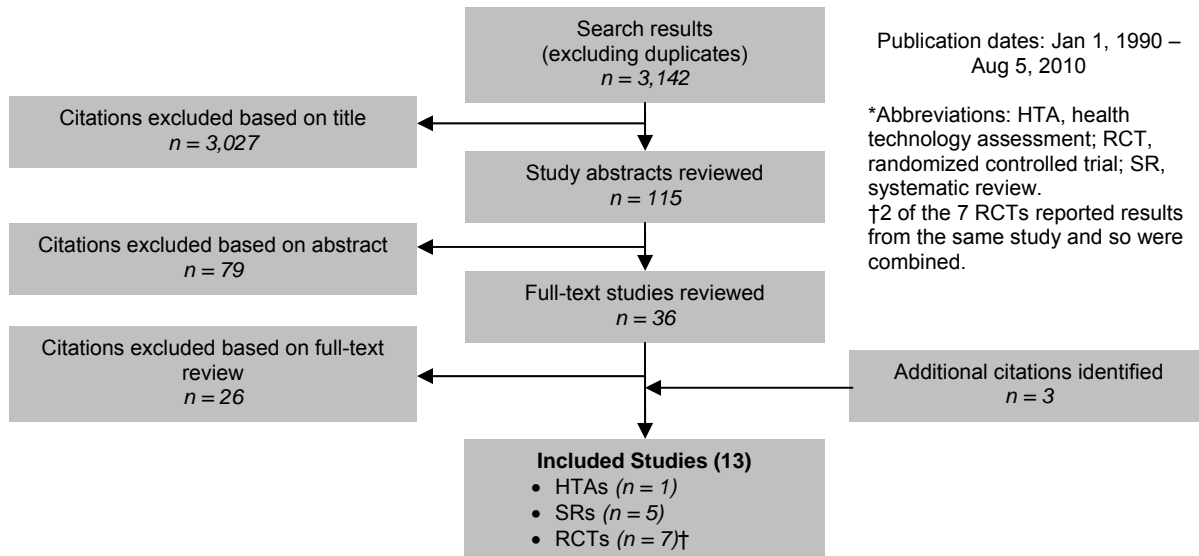 Search results
(excluding duplicates)
n = 3,142
Publication dates: Jan 1, 1990 –
Aug 5, 2010
*Abbreviations: HTA, health
technology assessment; RCT,
randomized controlled trial; SR,
systematic review.
†2 of the 7 RCTs reported results
from the same study and so were
combined.
Citations excluded based on title
n = 3,027
Study abstracts reviewed
n = 115
Citations excluded based on abstract
n = 79
Full-text studies reviewed
n = 36
Citations excluded based on full-text
review
n = 26
Additional citations identified
n = 3
Included Studies (13)
• HTAs (n = 1)
• SRs (n = 5)
• RCTs (n = 7)†